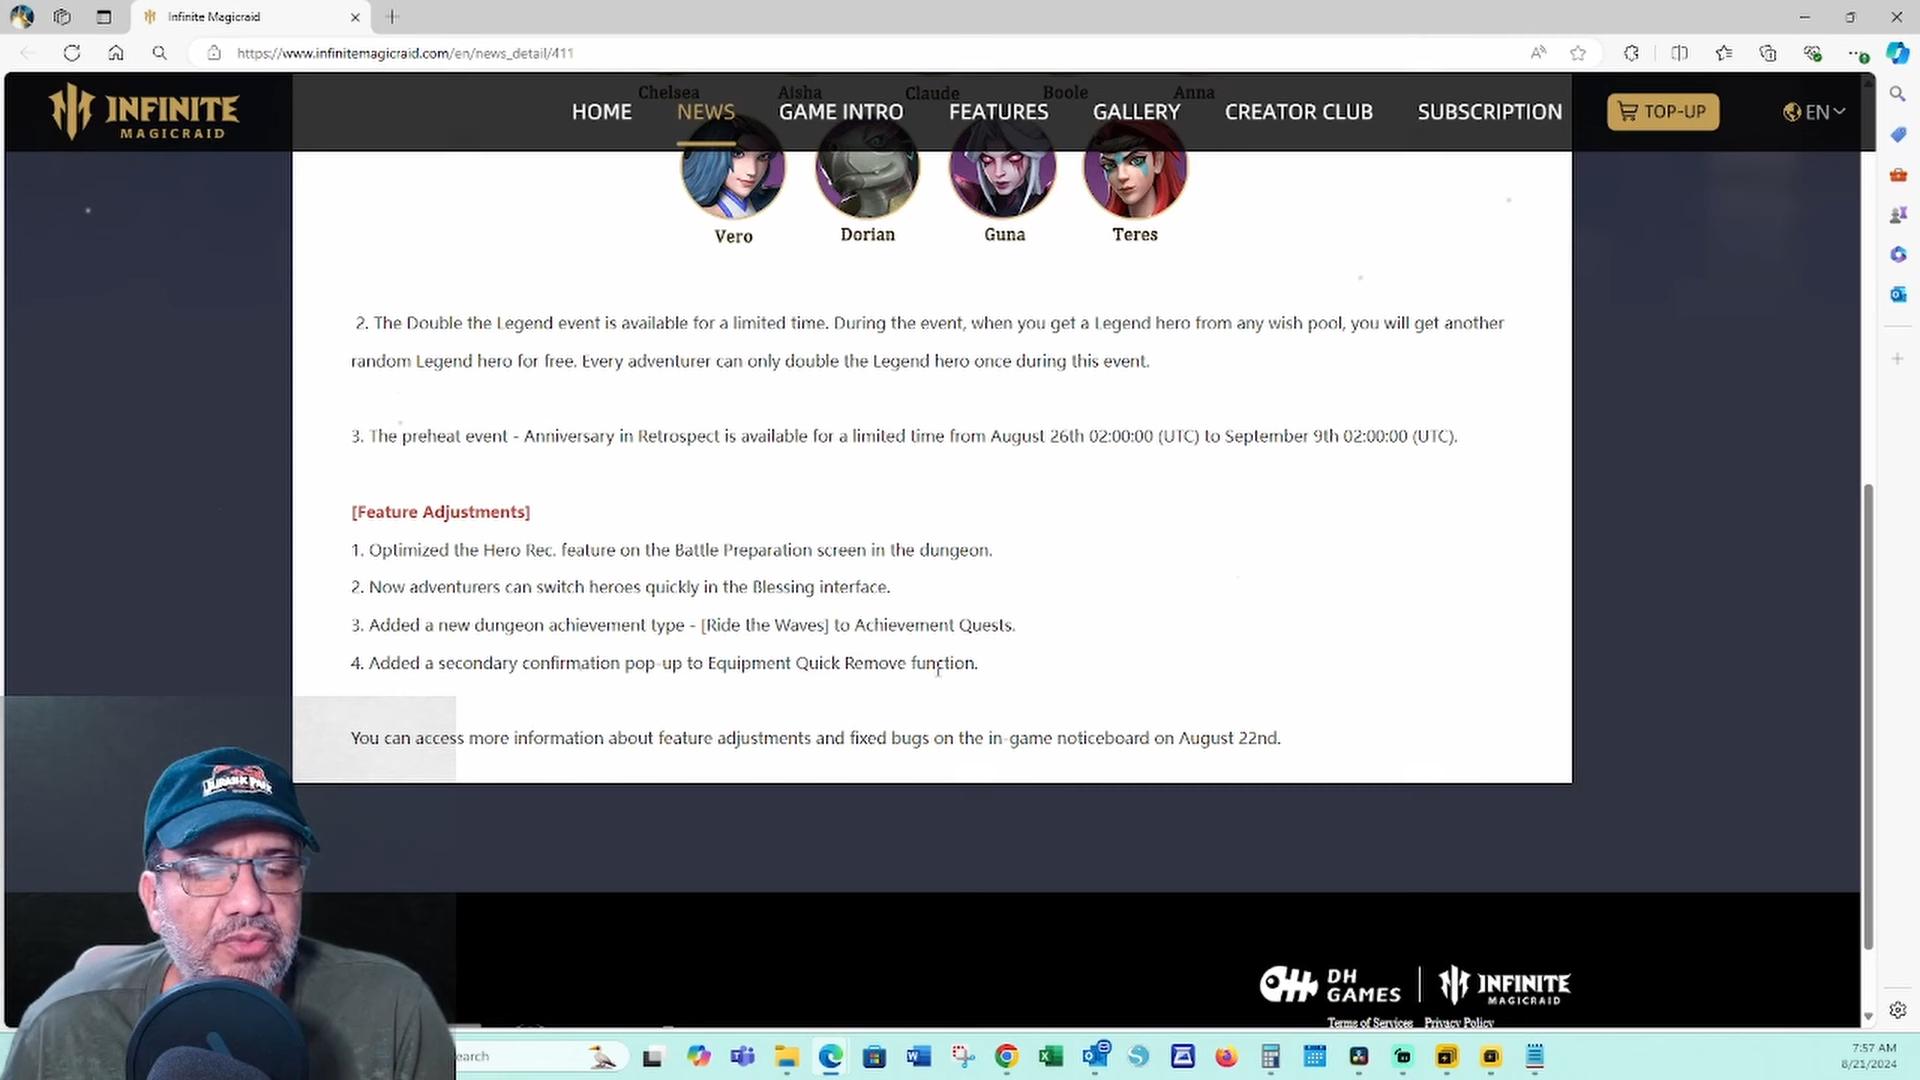 Infinite Magicraid
https://www.infinitemagicraid.com/en/news_detail/411
Chelsea Aisha Claude Boole Anna
INFINITE
MAGICRAID
HOME NEWS GAME INTRO FEATURES GALLERY CREATOR CLUB SUBSCRIPTION TOP-UP EN
Vero Dorian Guna Teres
2. The Double the Legend event is available for a limited time. During the event, when you get a Legend hero from any wish pool, you will get another
random Legend hero for free. Every adventurer can only double the Legend hero once during this event.
3. The preheat event - Anniversary in Retrospect is available for a limited time from August 26th 02:00:00 (UTC) to September 9th 02:00:00 (UTC).
[Feature Adjustments]
1. Optimized the Hero Rec. feature on the Battle Preparation screen in the dungeon.
2. Now adventurers can switch heroes quickly in the Blessing interface.
3. Added a new dungeon achievement type - [Ride the Waves] to Achievement Quests.
4. Added a secondary confirmation pop-up to Equipment Quick Remove function.
You can access more information about feature adjustments and fixed bugs on the in-game noticeboard on August 22nd.
JURASSIC PARK
DH
GAMES
INFINITE
MAGICRAID
Terms of Services Privacy Policy
earch
7:57 AM
8/21/2024